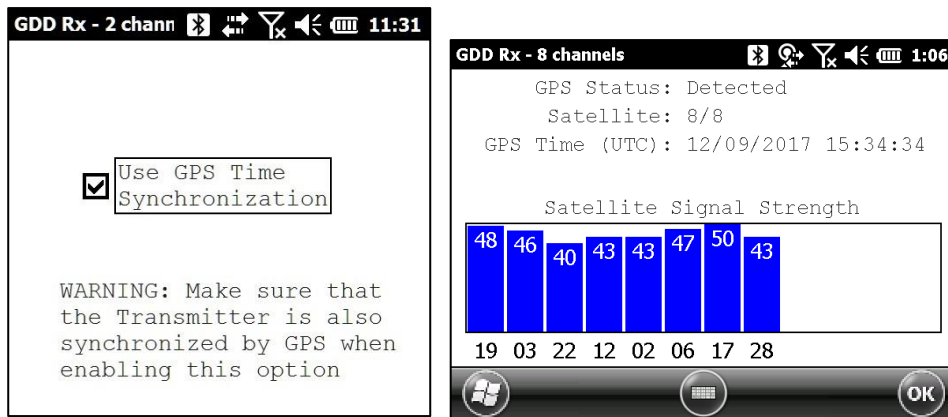 GDD Rx - 2 chann 11:31
Use GPS Time
Synchronization
WARNING: Make sure that
the Transmitter is also
synchronized by GPS when
enabling this option
GDD Rx - 8 channels 1:06
GPS Status: Detected
Satellite: 8/8
GPS Time (UTC): 12/09/2017 15:34:34
Satellite Signal Strength
48 46 40 43 43 47 50 43
19 03 22 12 02 06 17 28
OK